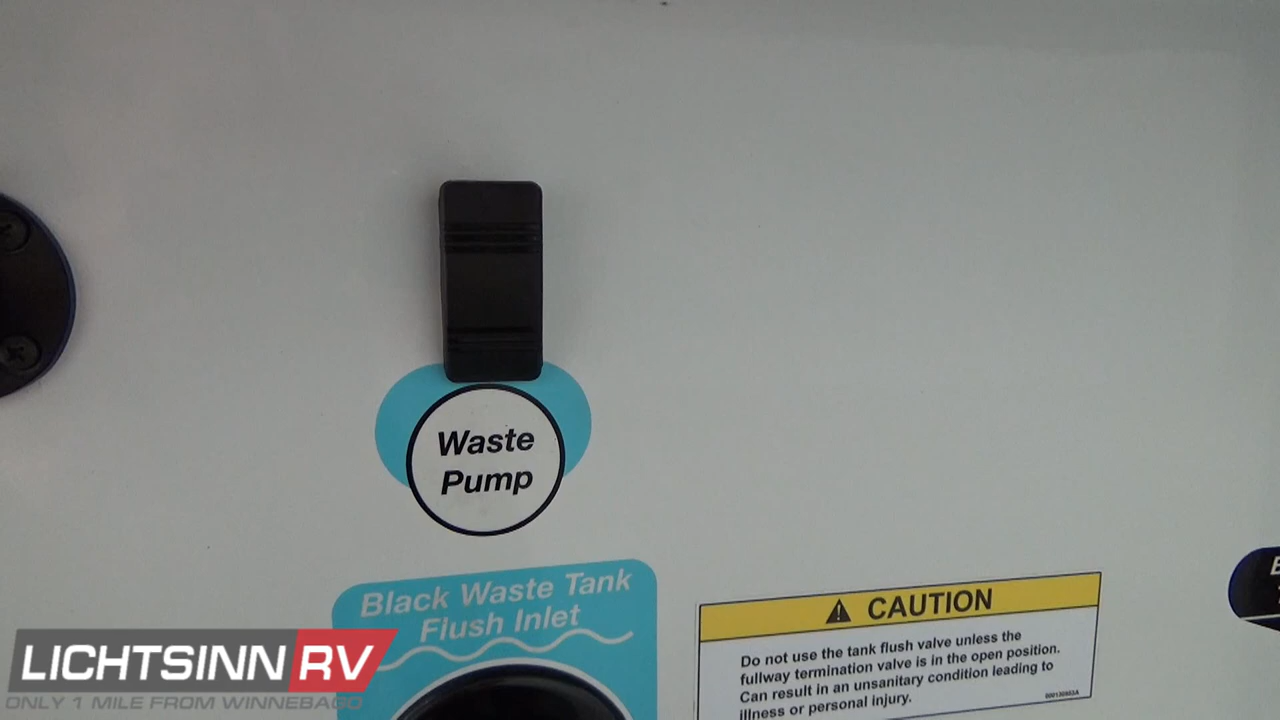 Waste
Pump
Black Waste Tank
Flush Inlet
CAUTION
Do not use the tank flush valve unless the
fullway termination valve is in the open position.
Can result in an unsanitary condition leading to
illness or personal injury.
LICHTSINN RV
ONLY 1 MILE FROM WINNEBAGO